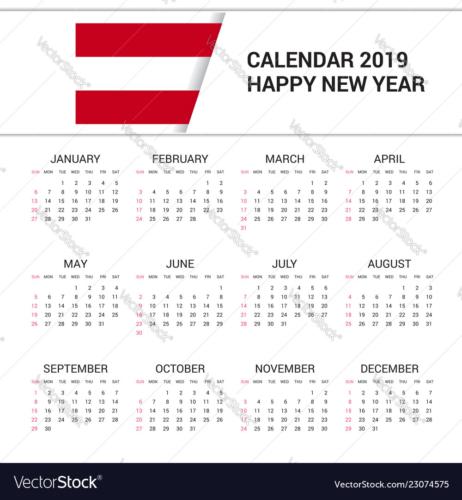 CALENDAR 2019
HAPPY NEW YEAR
JANUARY
SUN MON TUE WED THU FRI SAT
1 2 3 4 5
6 7 8 9 10 11 12
13 14 15 16 17 18 19
20 21 22 23 24 25 26
27 28 29 30 31
FEBRUARY
SUN MON TUE WED THU FRI SAT
1 2
3 4 5 6 7 8 9
10 11 12 13 14 15 16
17 18 19 20 21 22 23
24 25 26 27 28
MARCH
SUN MON TUE WED THU FRI SAT
1 2
3 4 5 6 7 8 9
10 11 12 13 14 15 16
17 18 19 20 21 22 23
24 25 26 27 28 29 30
31
APRIL
SUN MON TUE WED THU FRI SAT
1 2 3 4 5 6
7 8 9 10 11 12 13
14 15 16 17 18 19 20
21 22 23 24 25 26 27
28 29 30
MAY
SUN MON TUE WED THU FRI SAT
1 2 3 4
5 6 7 8 9 10 11
12 13 14 15 16 17 18
19 20 21 22 23 24 25
26 27 28 29 30 31
JUNE
SUN MON TUE WED THU FRI SAT
1
2 3 4 5 6 7 8
9 10 11 12 13 14 15
16 17 18 19 20 21 22
23 24 25 26 27 28 29
30
JULY
SUN MON TUE WED THU FRI SAT
1 2 3 4 5 6
7 8 9 10 11 12 13
14 15 16 17 18 19 20
21 22 23 24 25 26 27
28 29 30 31
AUGUST
SUN MON TUE WED THU FRI SAT
1 2 3
4 5 6 7 8 9 10
11 12 13 14 15 16 17
18 19 20 21 22 23 24
25 26 27 28 29 30 31
SEPTEMBER
SUN MON TUE WED THU FRI SAT
1 2 3 4 5 6 7
8 9 10 11 12 13 14
15 16 17 18 19 20 21
22 23 24 25 26 27 28
29 30
OCTOBER
SUN MON TUE WED THU FRI SAT
1 2 3 4 5
6 7 8 9 10 11 12
13 14 15 16 17 18 19
20 21 22 23 24 25 26
27 28 29 30 31
NOVEMBER
SUN MON TUE WED THU FRI SAT
1 2
3 4 5 6 7 8 9
10 11 12 13 14 15 16
17 18 19 20 21 22 23
24 25 26 27 28 29 30
DECEMBER
SUN MON TUE WED THU FRI SAT
1 2 3 4 5 6 7
8 9 10 11 12 13 14
15 16 17 18 19 20 21
22 23 24 25 26 27 28
29 30 31
VectorStock®
VectorStock.com/23074575